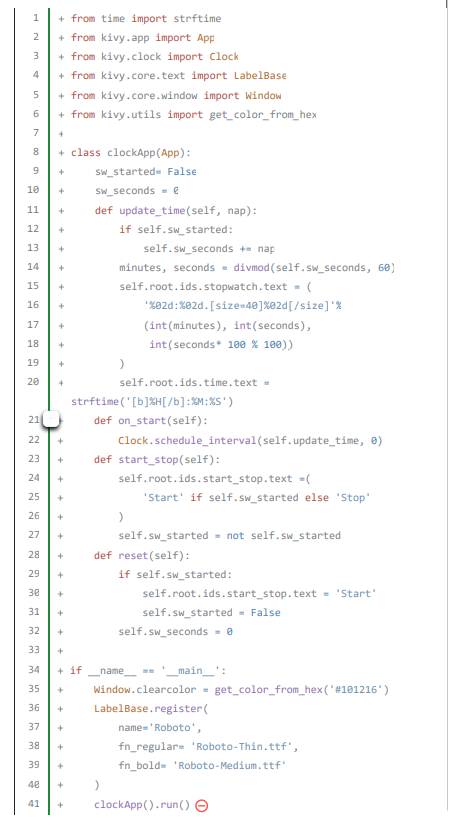 1 + from time import strftime
2 + from kivy.app import App
3 + from kivy.clock import Clock
4 + from kivy.core.text import LabelBase
5 + from kivy.core.window import Window
6 + from kivy.utils import get_color_from_hex
7 +
8 + class clockApp(App):
9 +     sw_started= False
10 +     sw_seconds = 0
11 +     def update_time(self, nap):
12 +         if self.sw_started:
13 +             self.sw_seconds += nap
14 +         minutes, seconds = divmod(self.sw_seconds, 60)
15 +         self.root.ids.stopwatch.text = (
16 +             '%02d:%02d.[size=40]%02d[/size]'%
17 +             (int(minutes), int(seconds),
18 +              int(seconds* 100 % 100))
19 +         )
20 +         self.root.ids.time.text =
strftime('[b]%H[/b]:%M:%S')
21 +     def on_start(self):
22 +         Clock.schedule_interval(self.update_time, 0)
23 +     def start_stop(self):
24 +         self.root.ids.start_stop.text =(
25 +             'Start' if self.sw_started else 'Stop'
26 +         )
27 +         self.sw_started = not self.sw_started
28 +     def reset(self):
29 +         if self.sw_started:
30 +             self.root.ids.start_stop.text = 'Start'
31 +             self.sw_started = False
32 +         self.sw_seconds = 0
33 +
34 + if __name__ == '__main__':
35 +     Window.clearcolor = get_color_from_hex('#101216')
36 +     LabelBase.register(
37 +         name='Roboto',
38 +         fn_regular= 'Roboto-Thin.ttf',
39 +         fn_bold= 'Roboto-Medium.ttf'
40 +     )
41 +     clockApp().run()